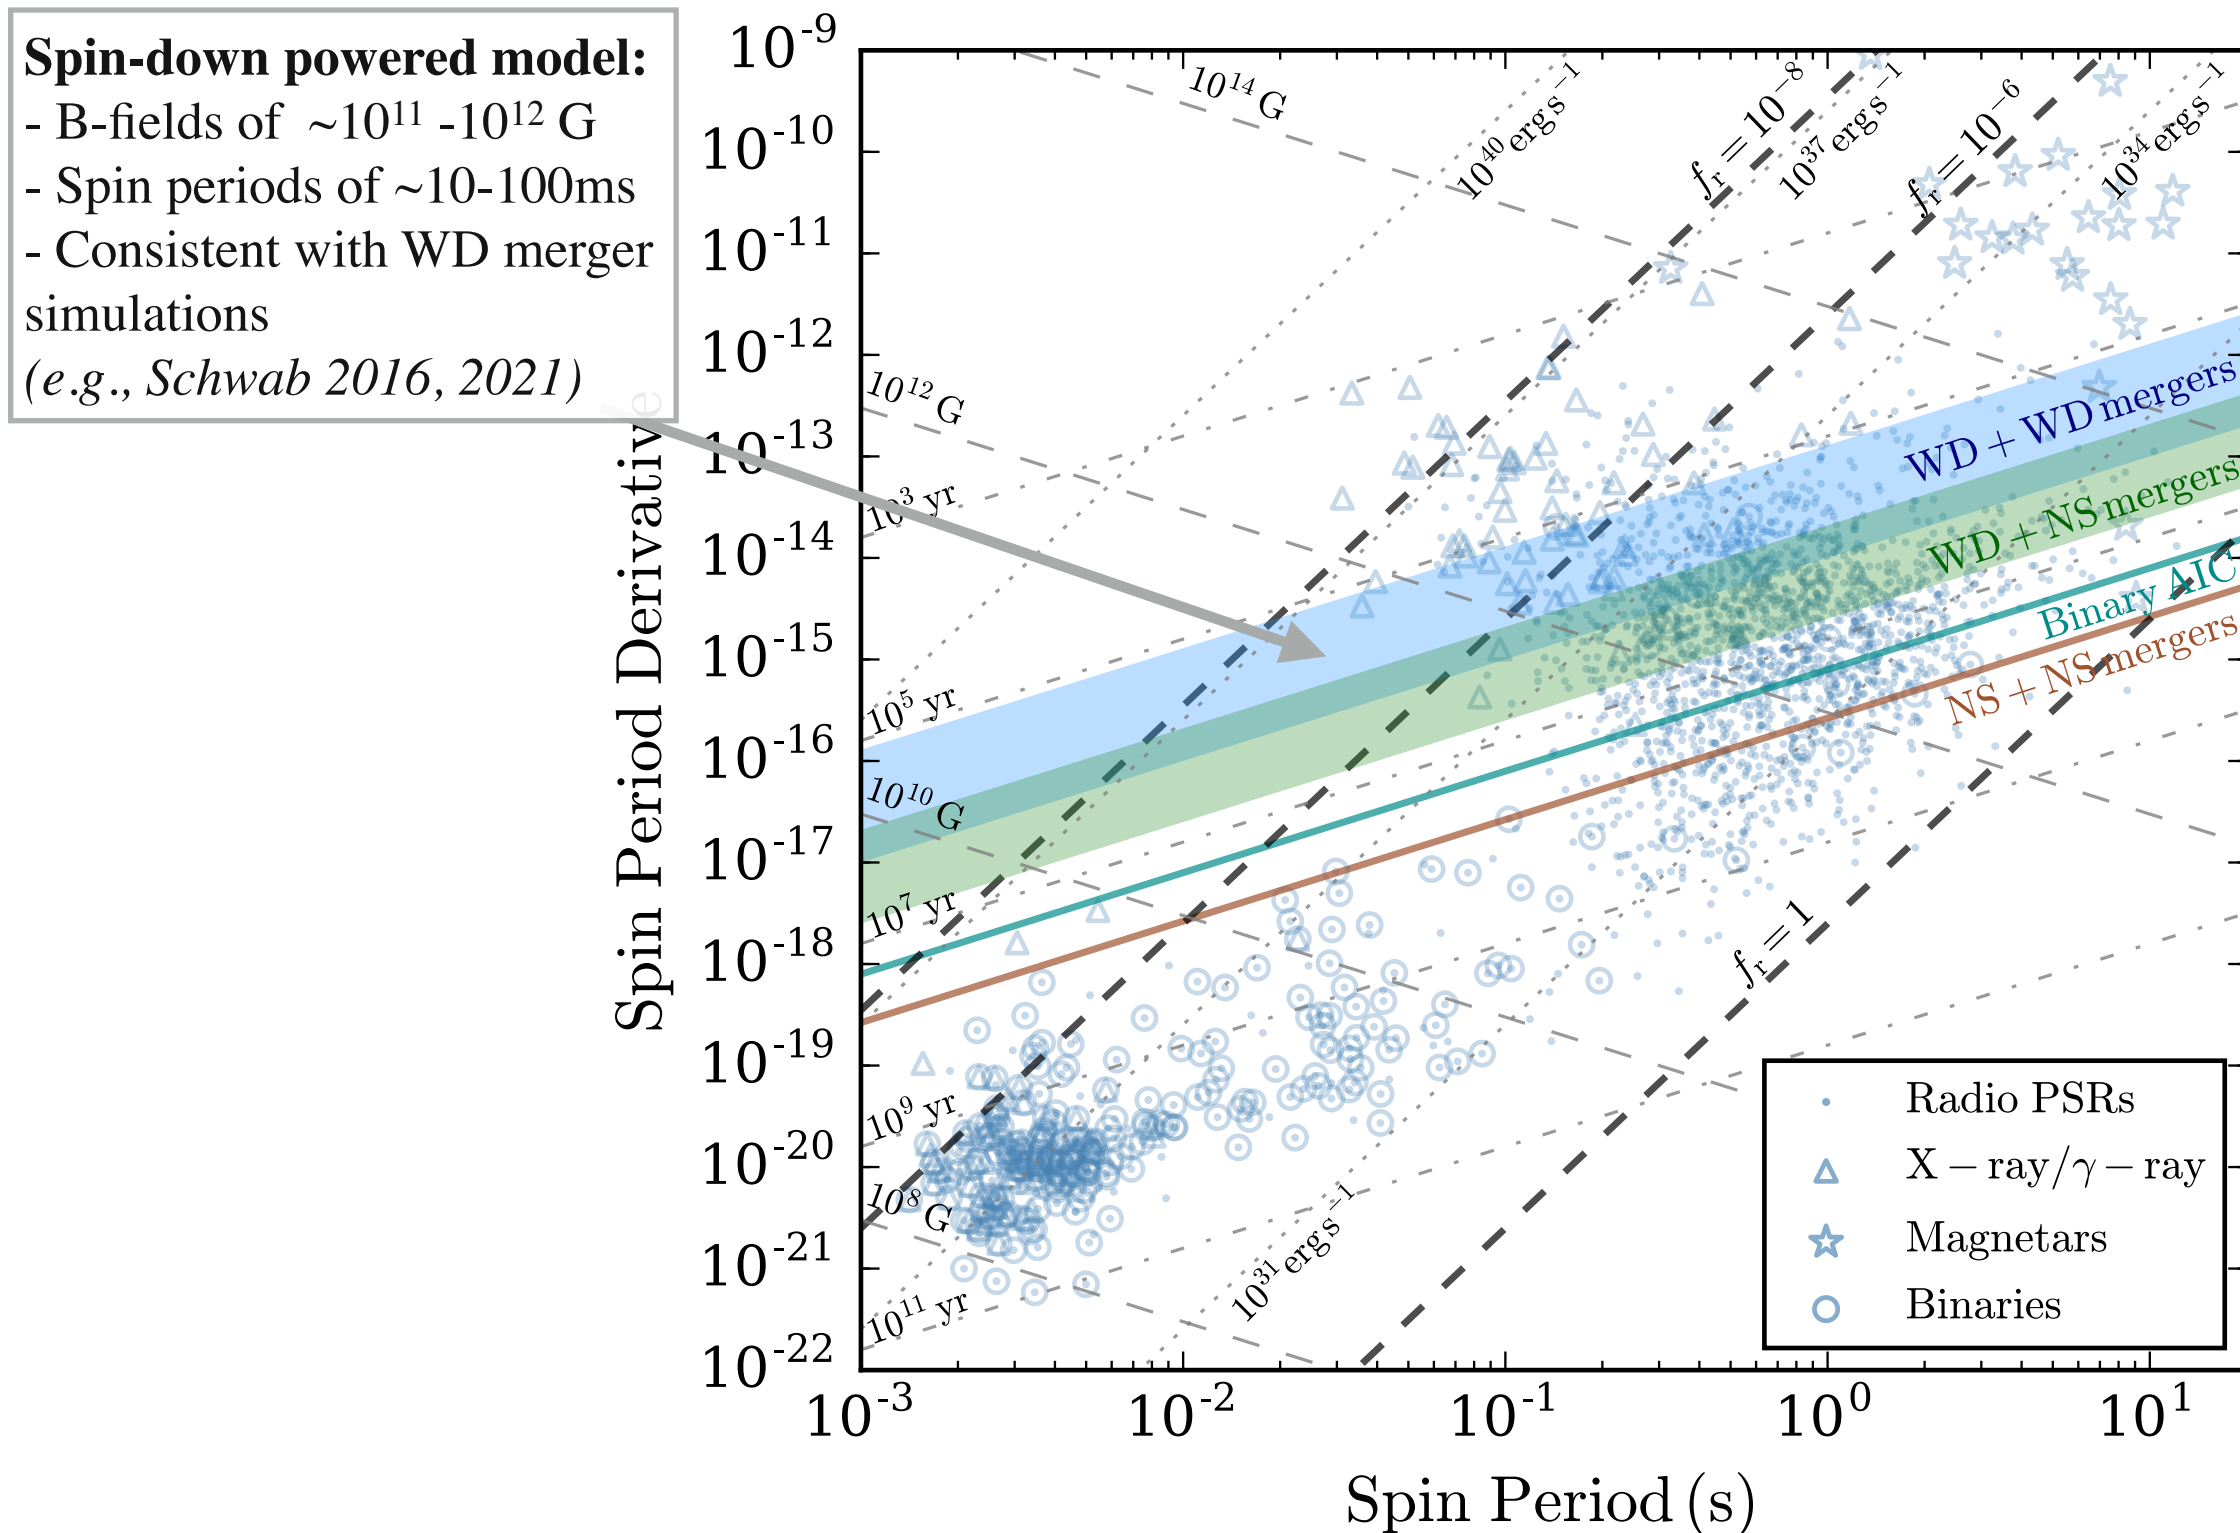 Spin-down powered model:
- B-fields of ~10¹¹ -10¹² G
- Spin periods of ~10-100ms
- Consistent with WD merger
simulations
(e.g., Schwab 2016, 2021)
Spin Period Derivative
10⁻⁹
10⁻¹⁰
10⁻¹¹
10⁻¹²
10⁻¹³
10⁻¹⁴
10⁻¹⁵
10⁻¹⁶
10⁻¹⁷
10⁻¹⁸
10⁻¹⁹
10⁻²⁰
10⁻²¹
10⁻²²
10¹⁴ G
10⁴⁰ erg s⁻¹
fᵣ = 10⁻⁸
10³⁷ erg s⁻¹
fᵣ = 10⁻⁶
10³⁴ erg s⁻¹
10¹² G
10³ yr
10⁵ yr
10¹⁰ G
10⁷ yr
10⁹ yr
10⁸ G
10¹¹ yr
10³¹ erg s⁻¹
fᵣ = 1
WD + WD mergers
WD + NS mergers
Binary AIC
NS + NS mergers
Radio PSRs
X − ray/γ − ray
Magnetars
Binaries
10⁻³
10⁻²
10⁻¹
10⁰
10¹
Spin Period (s)